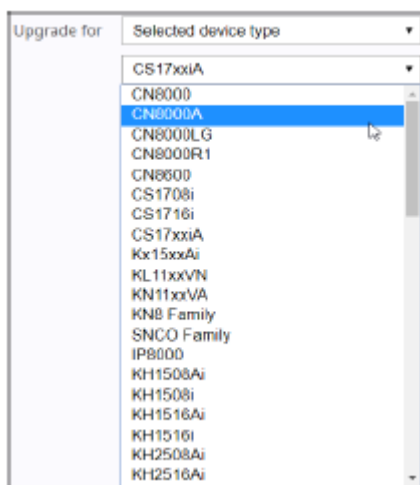 Upgrade for Selected device type
CS17xxiA
CN8000
CN8000A
CN8000LG
CN8000R1
CN8600
CS1708i
CS1716i
CS17xxiA
Kx15xxAi
KL11xxVN
KN11xxVA
KN8 Family
SNCO Family
IP8000
KH1508Ai
KH1508i
KH1516Ai
KH1516i
KH2508Ai
KH2516Ai